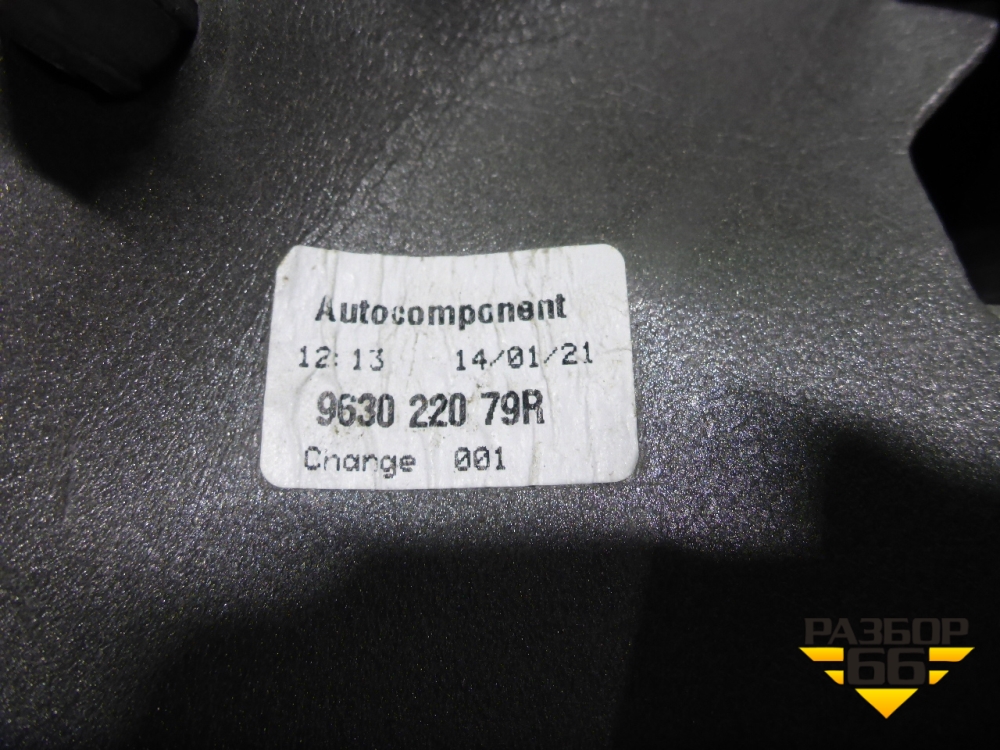 Autocomponent
12:13 14/01/21
9630 220 79R
Change 001
РАЗБОР
66